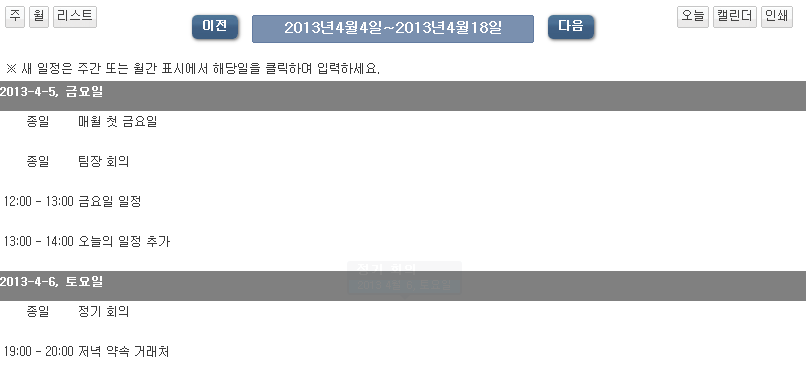 주 월 리스트 이전 2013년4월4일~2013년4월18일 다음 오늘 캘린더 인쇄
※ 새 일정은 주간 또는 월간 표시에서 해당일을 클릭하여 입력하세요.
2013-4-5, 금요일
종일 매월 첫 금요일
종일 팀장 회의
12:00 - 13:00 금요일 일정
13:00 - 14:00 오늘의 일정 추가
정기 회의
2013-4-6, 토요일
종일 정기 회의
19:00 - 20:00 저녁 약속 거래처